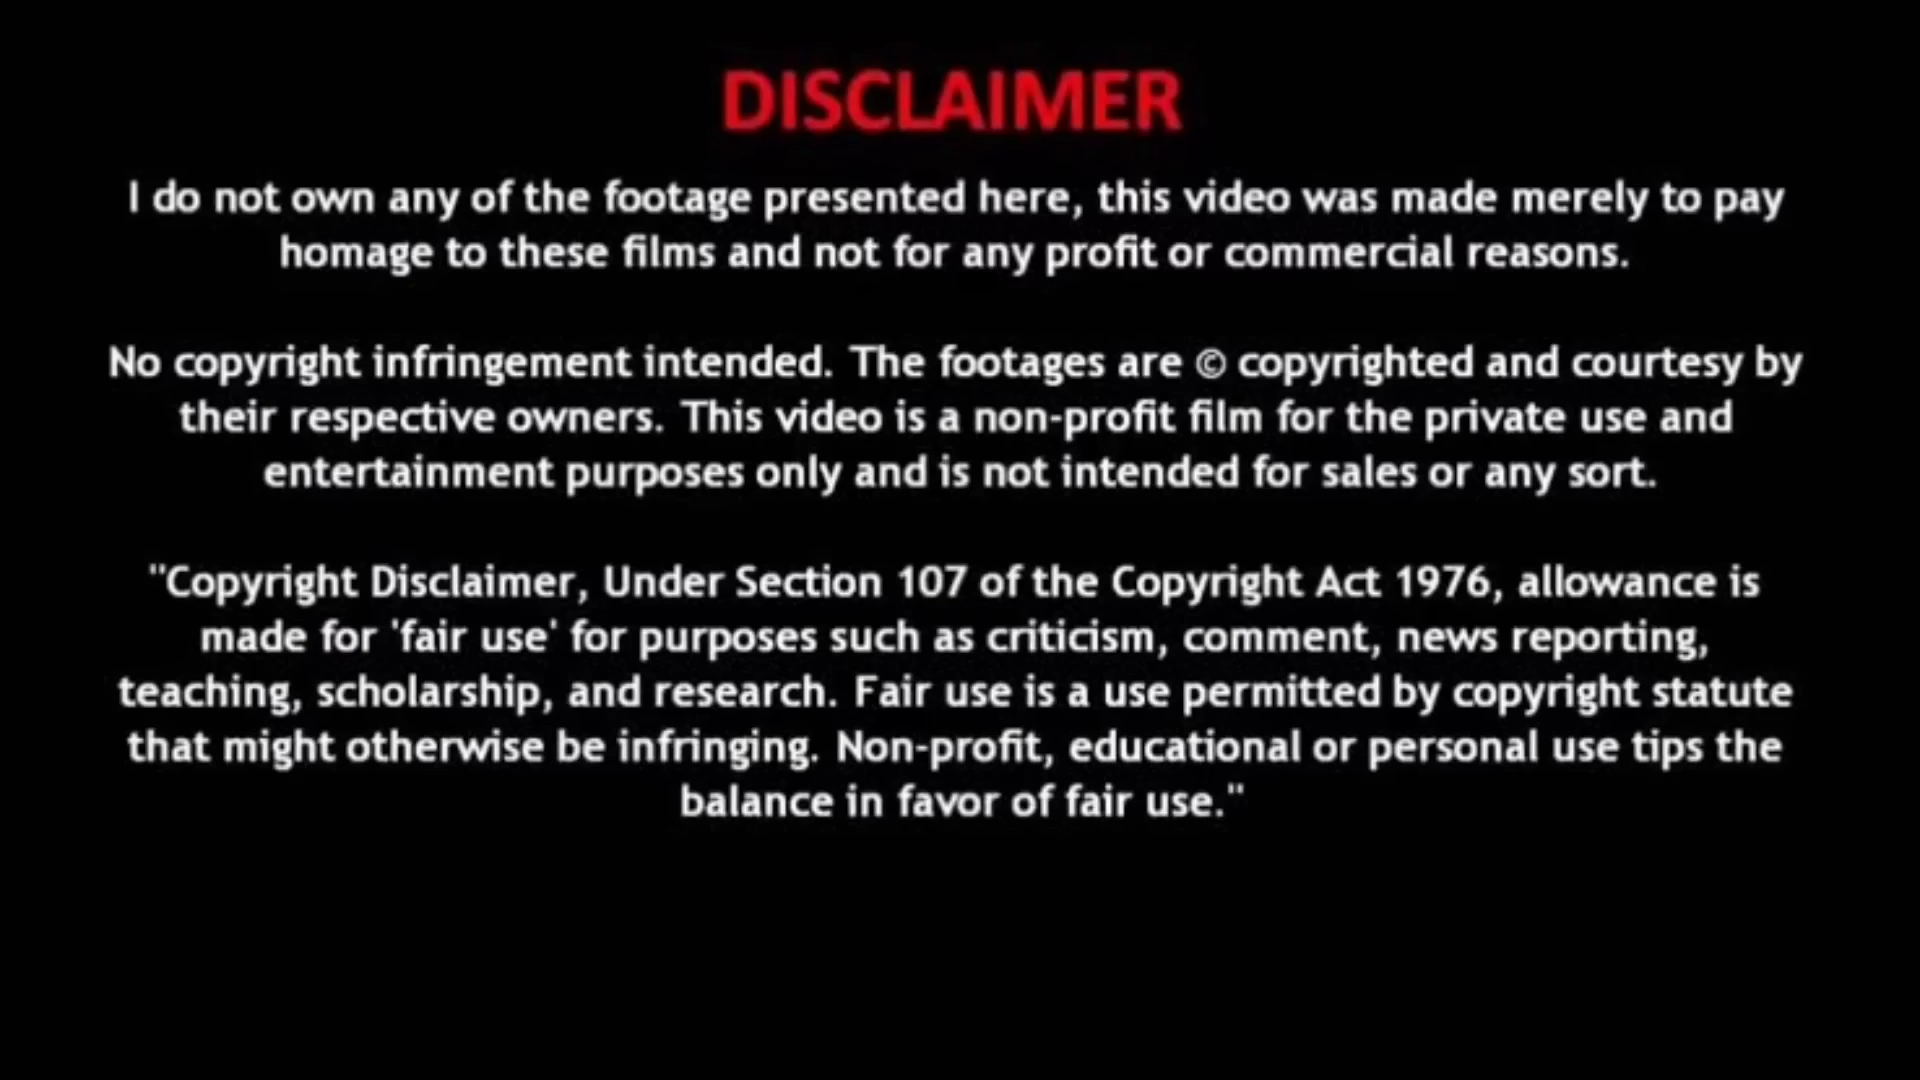 DISCLAIMER
I do not own any of the footage presented here, this video was made merely to pay
homage to these films and not for any profit or commercial reasons.
No copyright infringement intended. The footages are © copyrighted and courtesy by
their respective owners. This video is a non-profit film for the private use and
entertainment purposes only and is not intended for sales or any sort.
"Copyright Disclaimer, Under Section 107 of the Copyright Act 1976, allowance is
made for 'fair use' for purposes such as criticism, comment, news reporting,
teaching, scholarship, and research. Fair use is a use permitted by copyright statute
that might otherwise be infringing. Non-profit, educational or personal use tips the
balance in favor of fair use."